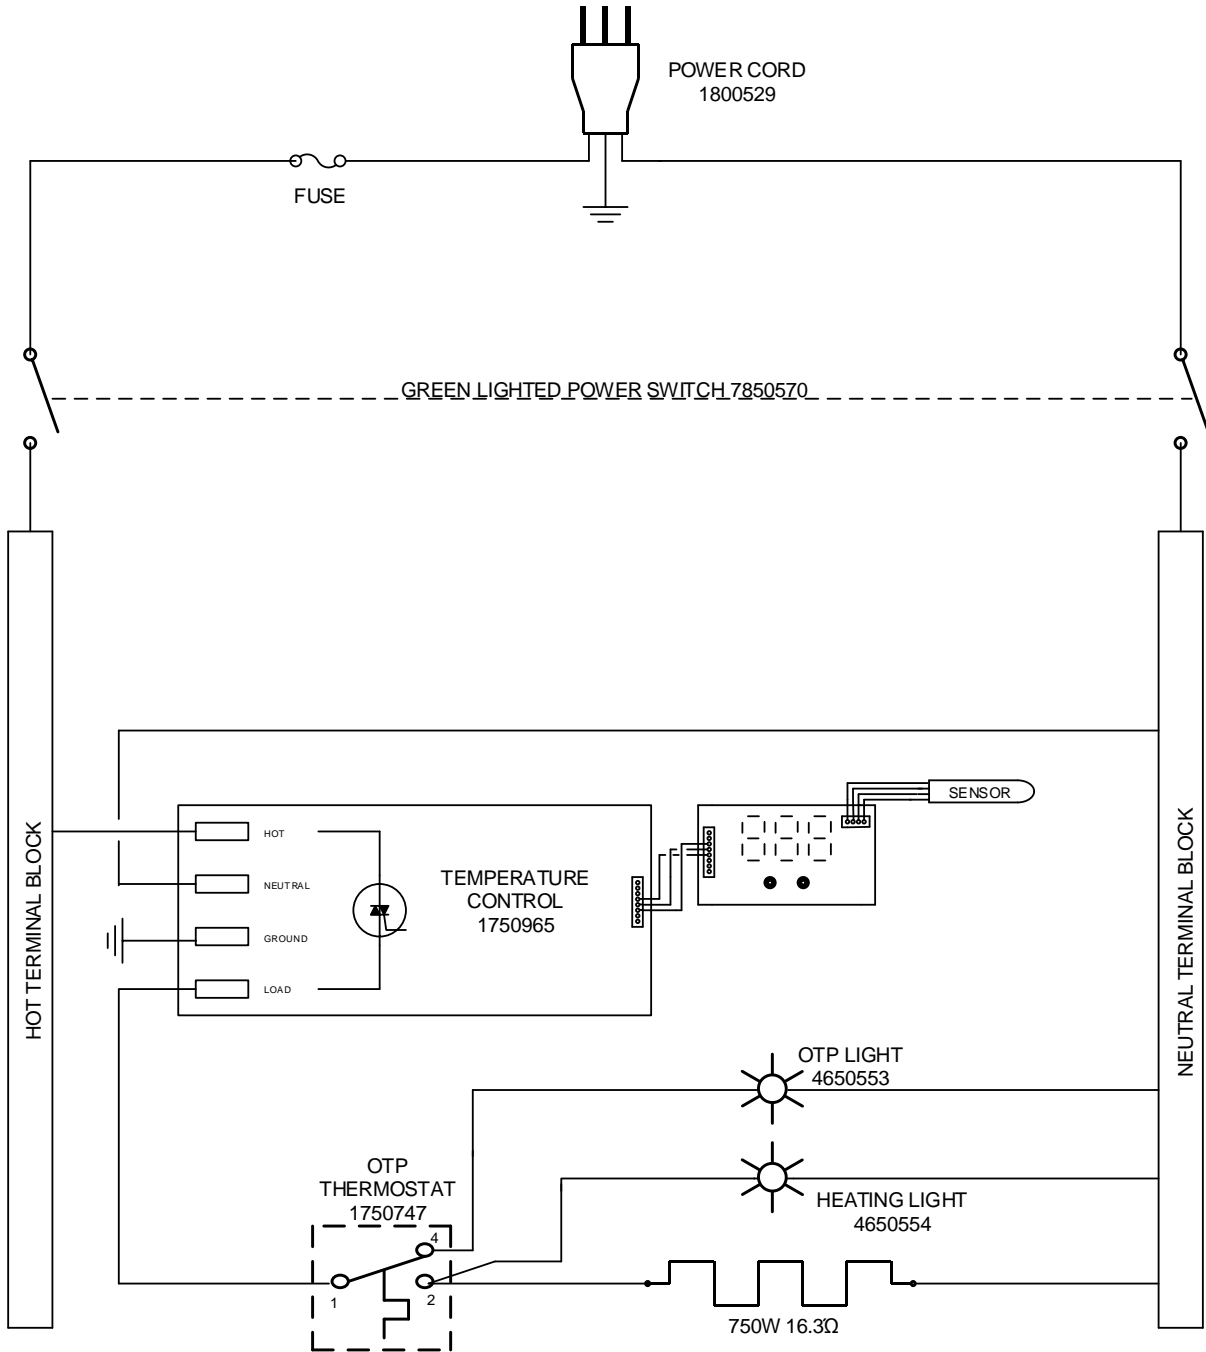 POWER CORD
1800529
FUSE
GREEN LIGHTED POWER SWITCH 7850570
HOT TERMINAL BLOCK
NEUTRAL TERMINAL BLOCK
SENSOR
HOT
NEUTRAL
GROUND
LOAD
TEMPERATURE
CONTROL
1750965
OTP LIGHT
4650553
HEATING LIGHT
4650554
OTP
THERMOSTAT
1750747
4
1
2
750W 16.3Ω